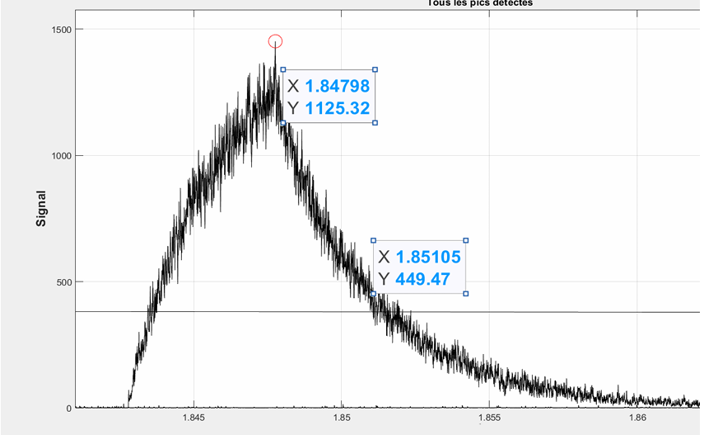 Tous les pics détectés
1500
X 1.84798
Y 1125.32
1000
Signal
X 1.85105
Y 449.47
500
0
1.845
1.85
1.855
1.86